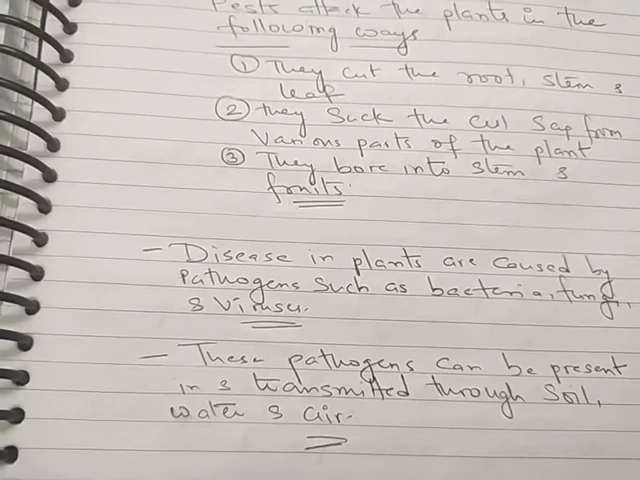 Pests attack the plants in the
following ways
① They cut the root, stem &
leaf
② they suck the cell sap from
various parts of the plant
③ They bore into stem &
fruits.
- Disease in plants are caused by
pathogens such as bacteria, fungi,
& viruses.
- These pathogens can be present
in & transmitted through soil,
water & air.